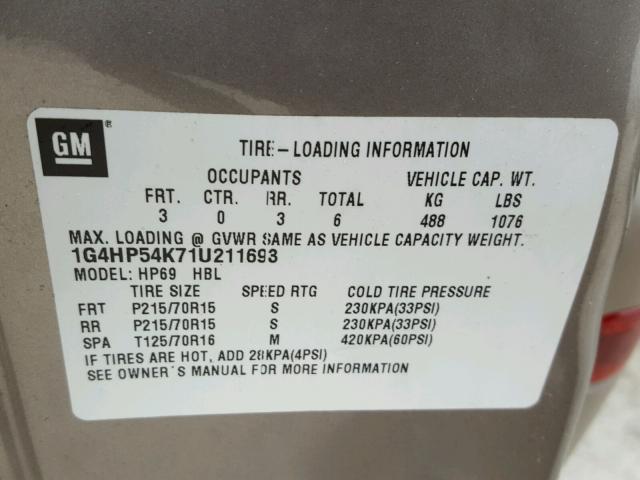 GM ®
TIRE-LOADING INFORMATION
OCCUPANTS VEHICLE CAP. WT.
FRT. CTR. RR. TOTAL KG LBS
3 0 3 6 488 1076
MAX. LOADING @ GVWR SAME AS VEHICLE CAPACITY WEIGHT.
1G4HP54K71U211693
MODEL: HP69 HBL
TIRE SIZE SPEED RTG COLD TIRE PRESSURE
FRT P215/70R15 S 230KPA(33PSI)
RR P215/70R15 S 230KPA(33PSI)
SPA T125/70R16 M 420KPA(60PSI)
IF TIRES ARE HOT, ADD 28KPA(4PSI)
SEE OWNER'S MANUAL FOR MORE INFORMATION